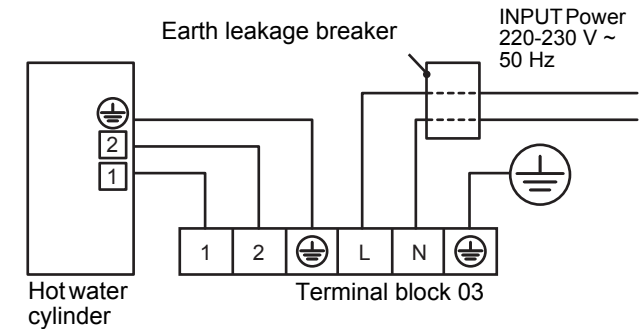 Earth leakage breaker
INPUT Power
220-230 V ~
50 Hz
2
1
1 2 L N
Hot water
cylinder
Terminal block 03